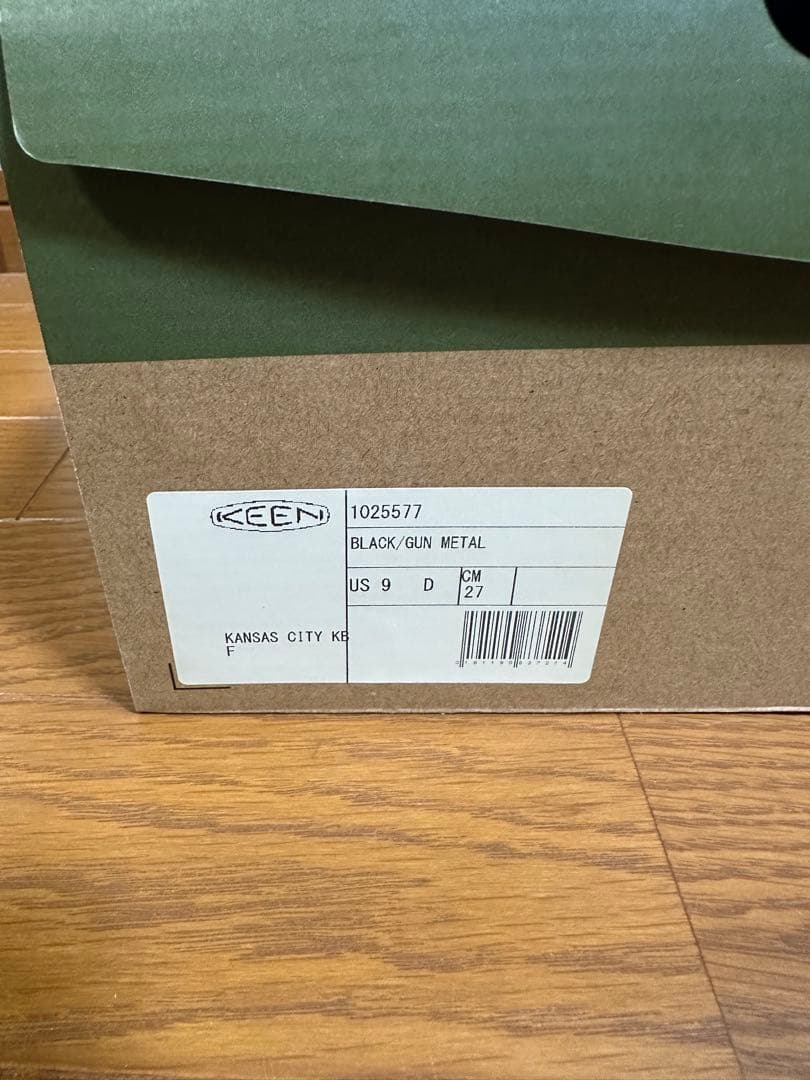 KEEN
1025577
BLACK/GUN METAL
US 9 D
CM
27
KANSAS CITY KB
F